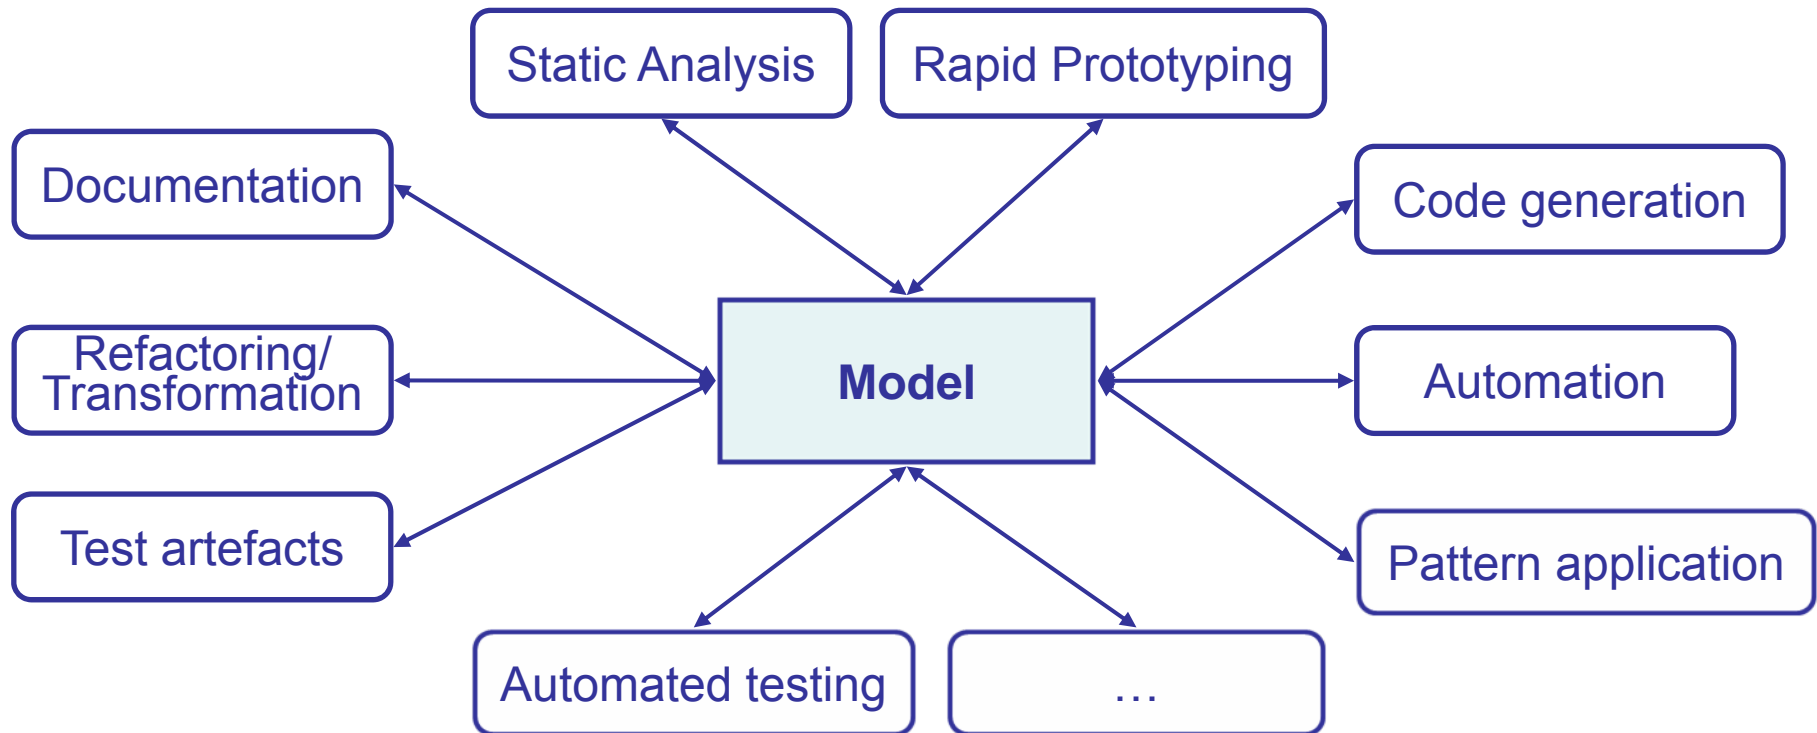 Static Analysis
Rapid Prototyping
Documentation
Code generation
Refactoring/
Transformation
Model
Automation
Test artefacts
Pattern application
Automated testing
…